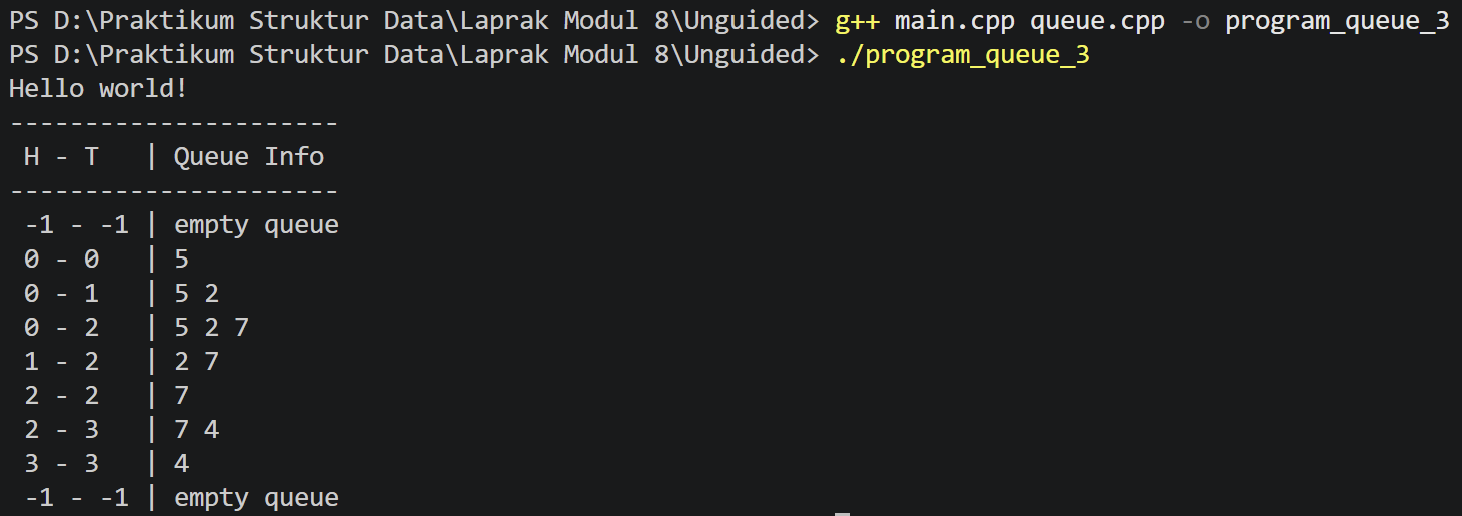 PS D:\Praktikum Struktur Data\Laprak Modul 8\Unguided> g++ main.cpp queue.cpp -o program_queue_3
PS D:\Praktikum Struktur Data\Laprak Modul 8\Unguided> ./program_queue_3
Hello world!
----------------------
 H - T   | Queue Info
----------------------
 -1 - -1 | empty queue
 0 - 0   | 5
 0 - 1   | 5 2
 0 - 2   | 5 2 7
 1 - 2   | 2 7
 2 - 2   | 7
 2 - 3   | 7 4
 3 - 3   | 4
 -1 - -1 | empty queue